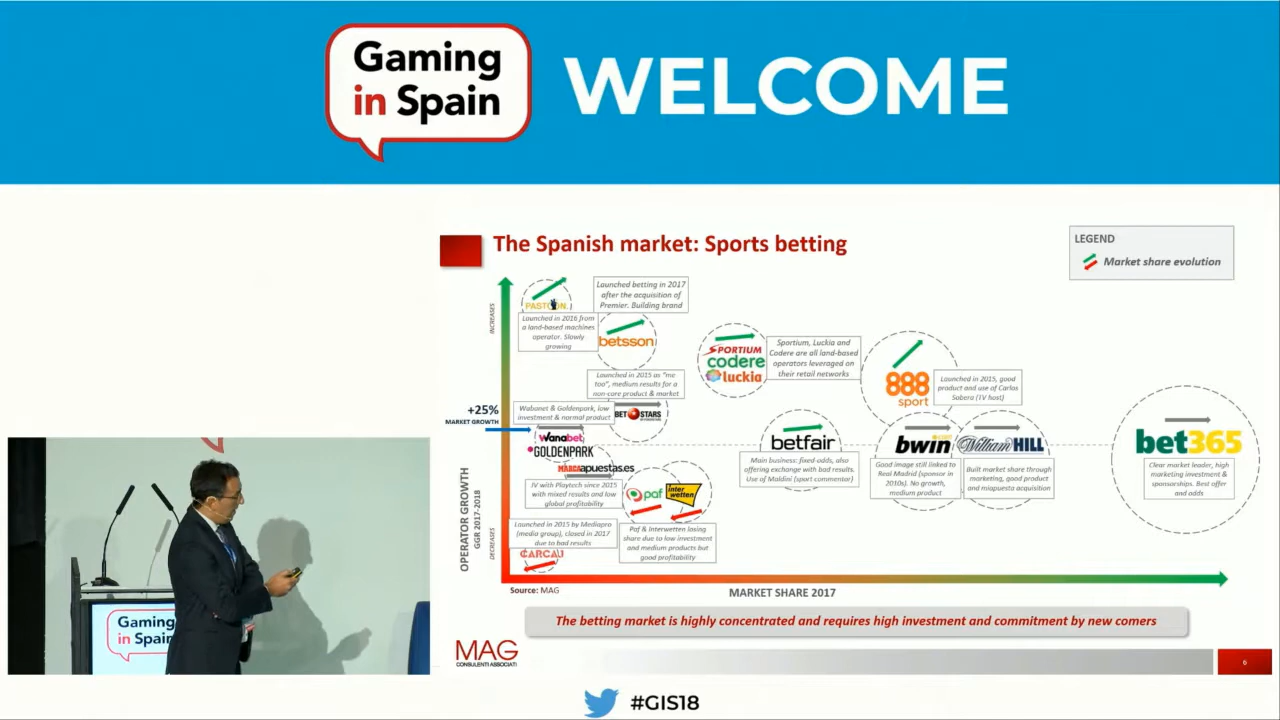 Gaming
in Spain
WELCOME
The Spanish market: Sports betting
LEGEND
Market share evolution
INCREASES
Launched betting in 2017
after the acquisition of
Premier. Building brand
Launched in 2016 from
a land-based machines
operator. Slowly
growing
betsson
SPORTIUM
codere
luckia
Sportium, Luckia and
Codere are all land-based
operators leveraged on
their retail networks
888
sport
Launched in 2015, good
product and use of Carlos
Sobera (TV host)
Launched in 2015 as "me
too", medium results for a
non-core product & market
BET STARS
+25%
MARKET GROWTH
Wabanet & Goldenpark, low
investment & normal product
Wanabet
GOLDENPARK
MARCAapuestas.es
IV with Playtech since 2015
with mixed results and low
global profitability
paf
Inter
wetten
Paf & Interwetten losing
share due to low investment
and medium products but
good profitability
Launched in 2015 by Mediapro
(media group), closed in 2017
due to bad results
CARCAJ
betfair
Main business: fixed-odds, also
offering exchange with bad results.
Use of Maldini (sport commentor)
bwin
Good image still linked to
Real Madrid (sponsor in
2010s). No growth,
medium product
William HILL
Built market share through
marketing, good product
and miapuesta acquisition
bet365
Clear market leader, high
marketing investment &
sponsorships. Best offer
and odds
OPERATOR GROWTH
GGR 2017-2018
DECREASES
Source: MAG
MARKET SHARE 2017
The betting market is highly concentrated and requires high investment and commitment by new comers
MAG
CONSULENTI ASSOCIATI
6
Gaming
in Spain
#GIS18